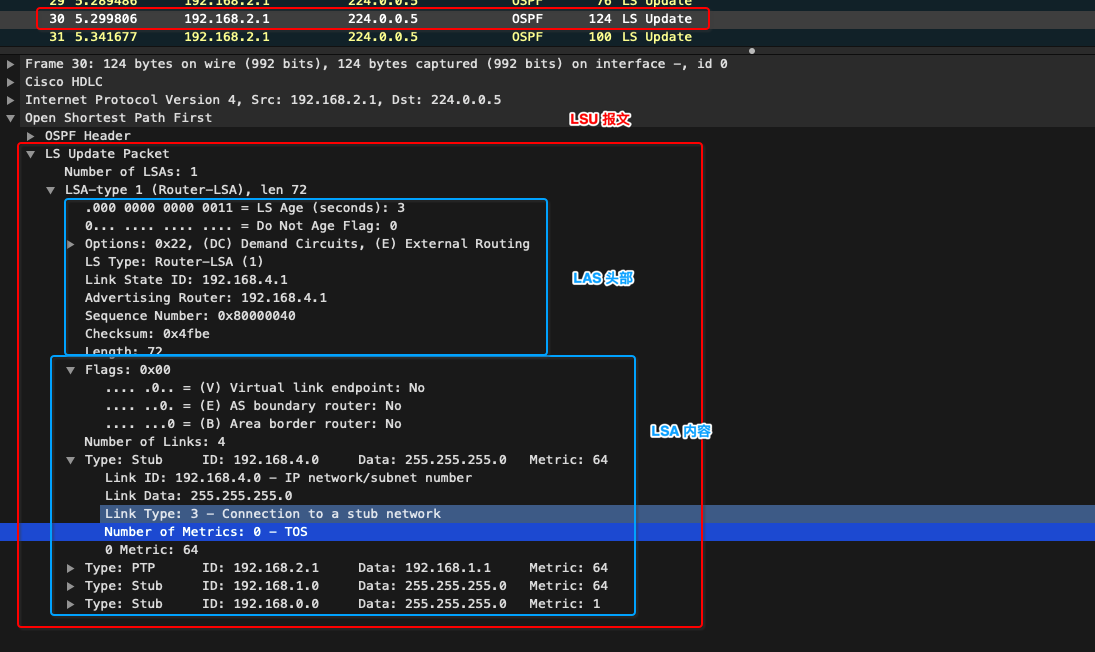 29 5.289486 192.168.2.1 224.0.0.5 OSPF 76 LS Update
30 5.299806 192.168.2.1 224.0.0.5 OSPF 124 LS Update
31 5.341677 192.168.2.1 224.0.0.5 OSPF 100 LS Update
Frame 30: 124 bytes on wire (992 bits), 124 bytes captured (992 bits) on interface -, id 0
Cisco HDLC
Internet Protocol Version 4, Src: 192.168.2.1, Dst: 224.0.0.5
Open Shortest Path First
LSU 报文
OSPF Header
LS Update Packet
Number of LSAs: 1
LSA-type 1 (Router-LSA), len 72
.000 0000 0000 0011 = LS Age (seconds): 3
0... .... .... .... = Do Not Age Flag: 0
Options: 0x22, (DC) Demand Circuits, (E) External Routing
LS Type: Router-LSA (1)
Link State ID: 192.168.4.1
LAS 头部
Advertising Router: 192.168.4.1
Sequence Number: 0x80000040
Checksum: 0x4fbe
Length: 72
Flags: 0x00
.... .0.. = (V) Virtual link endpoint: No
.... ..0. = (E) AS boundary router: No
.... ...0 = (B) Area border router: No
LSA 内容
Number of Links: 4
Type: Stub ID: 192.168.4.0 Data: 255.255.255.0 Metric: 64
Link ID: 192.168.4.0 - IP network/subnet number
Link Data: 255.255.255.0
Link Type: 3 - Connection to a stub network
Number of Metrics: 0 - TOS
0 Metric: 64
Type: PTP ID: 192.168.2.1 Data: 192.168.1.1 Metric: 64
Type: Stub ID: 192.168.1.0 Data: 255.255.255.0 Metric: 64
Type: Stub ID: 192.168.0.0 Data: 255.255.255.0 Metric: 1